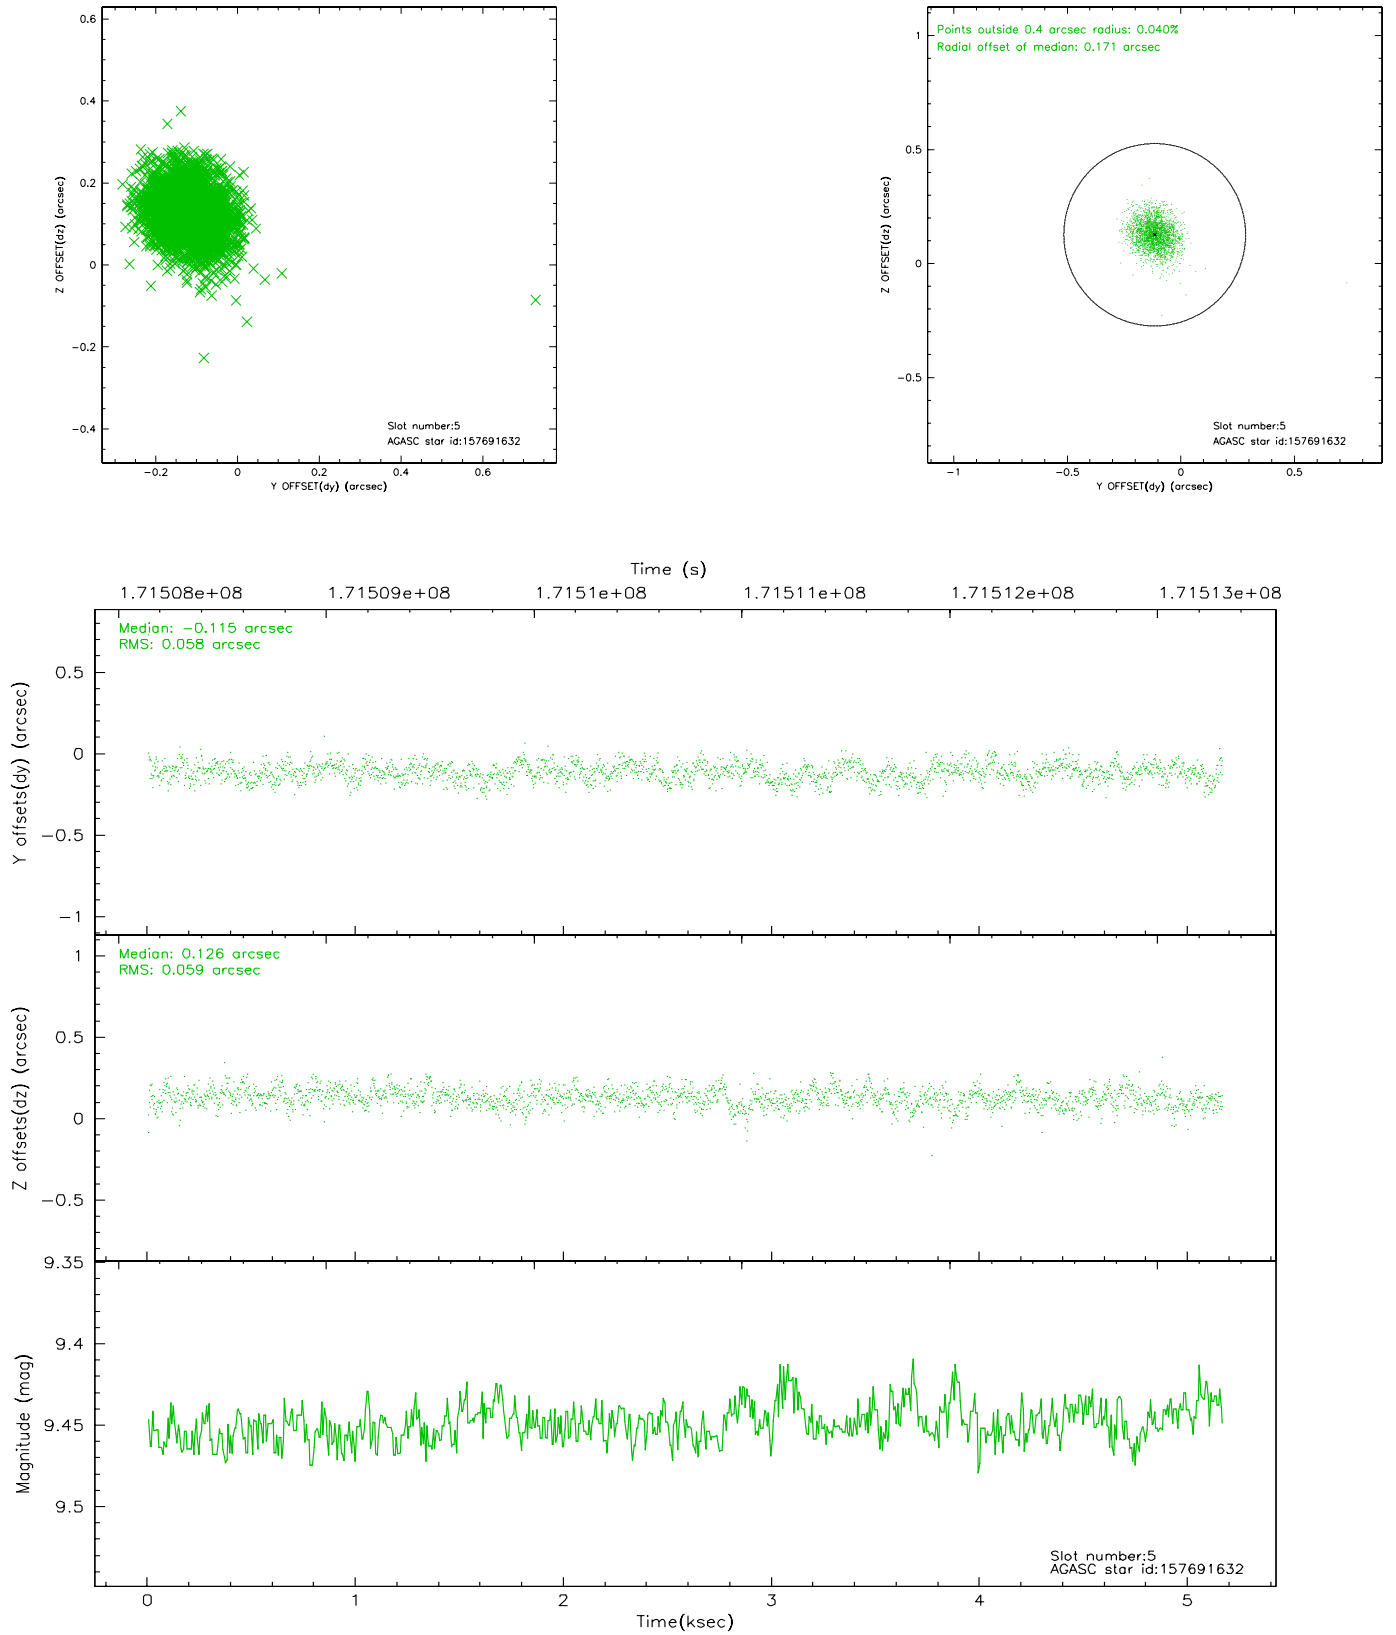 0.6
0.4
0.2
0
−0.2
−0.4
Z OFFSET(dz) (arcsec)
−0.2 0 0.2 0.4 0.6
Y OFFSET(dy) (arcsec)
Slot number:5
AGASC star id:157691632
Points outside 0.4 arcsec radius: 0.040%
Radial offset of median: 0.171 arcsec
1
0.5
0
−0.5
Z OFFSET(dz) (arcsec)
−1 −0.5 0 0.5
Y OFFSET(dy) (arcsec)
Slot number:5
AGASC star id:157691632
Time (s)
1.71508e+08 1.71509e+08 1.7151e+08 1.71511e+08 1.71512e+08 1.71513e+08
Median: −0.115 arcsec
RMS: 0.058 arcsec
0.5
0
−0.5
−1
Y offsets(dy) (arcsec)
Median: 0.126 arcsec
RMS: 0.059 arcsec
1
0.5
0
−0.5
Z offsets(dz) (arcsec)
9.35
9.4
9.45
9.5
Magnitude (mag)
Slot number:5
AGASC star id:157691632
0 1 2 3 4 5
Time(ksec)